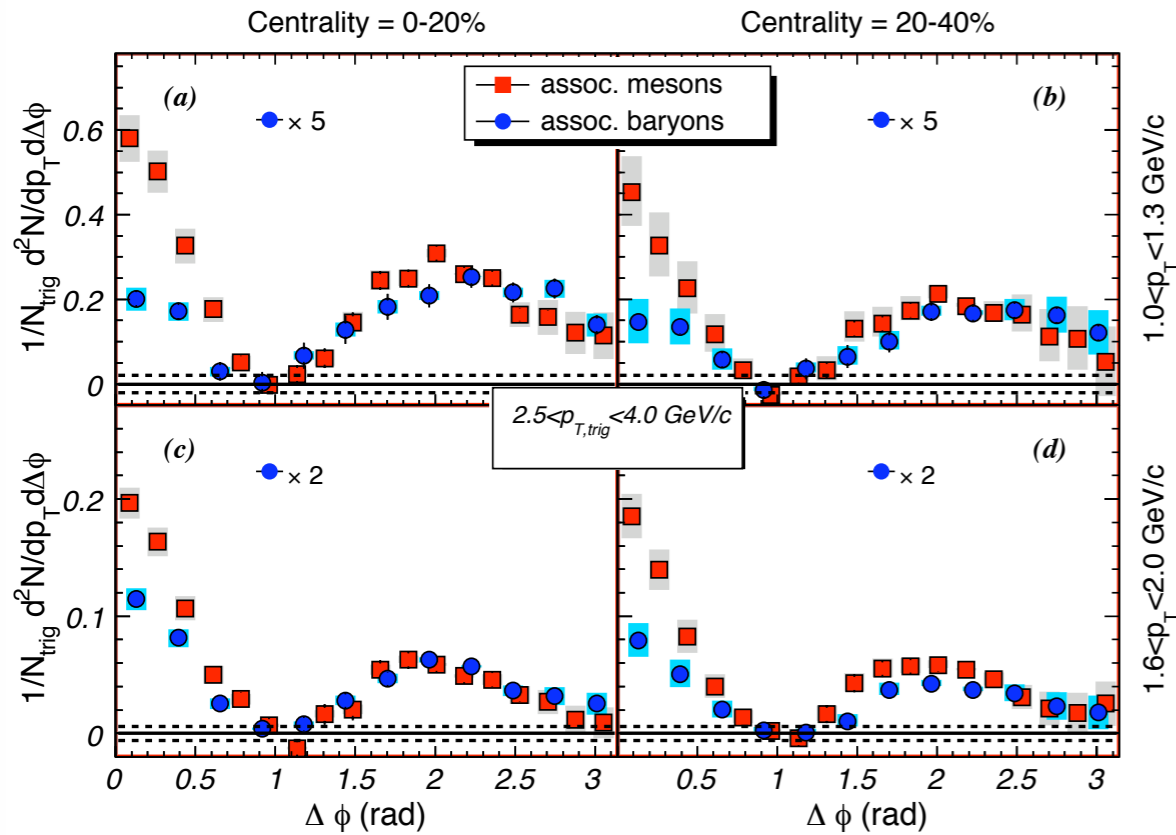 Centrality = 0-20%
Centrality = 20-40%
(a)
(b)
assoc. mesons
assoc. baryons
× 5
× 5
0.6
0.4
0.2
0
1/N_trig d²N/dp_T dΔϕ
1.0<p_T<1.3 GeV/c
2.5<p_T,trig<4.0 GeV/c
(c)
(d)
× 2
× 2
0.2
0.1
0
1/N_trig d²N/dp_T dΔϕ
1.6<p_T<2.0 GeV/c
0 0.5 1 1.5 2 2.5 3
0.5 1 1.5 2 2.5 3
Δ ϕ (rad)
Δ ϕ (rad)